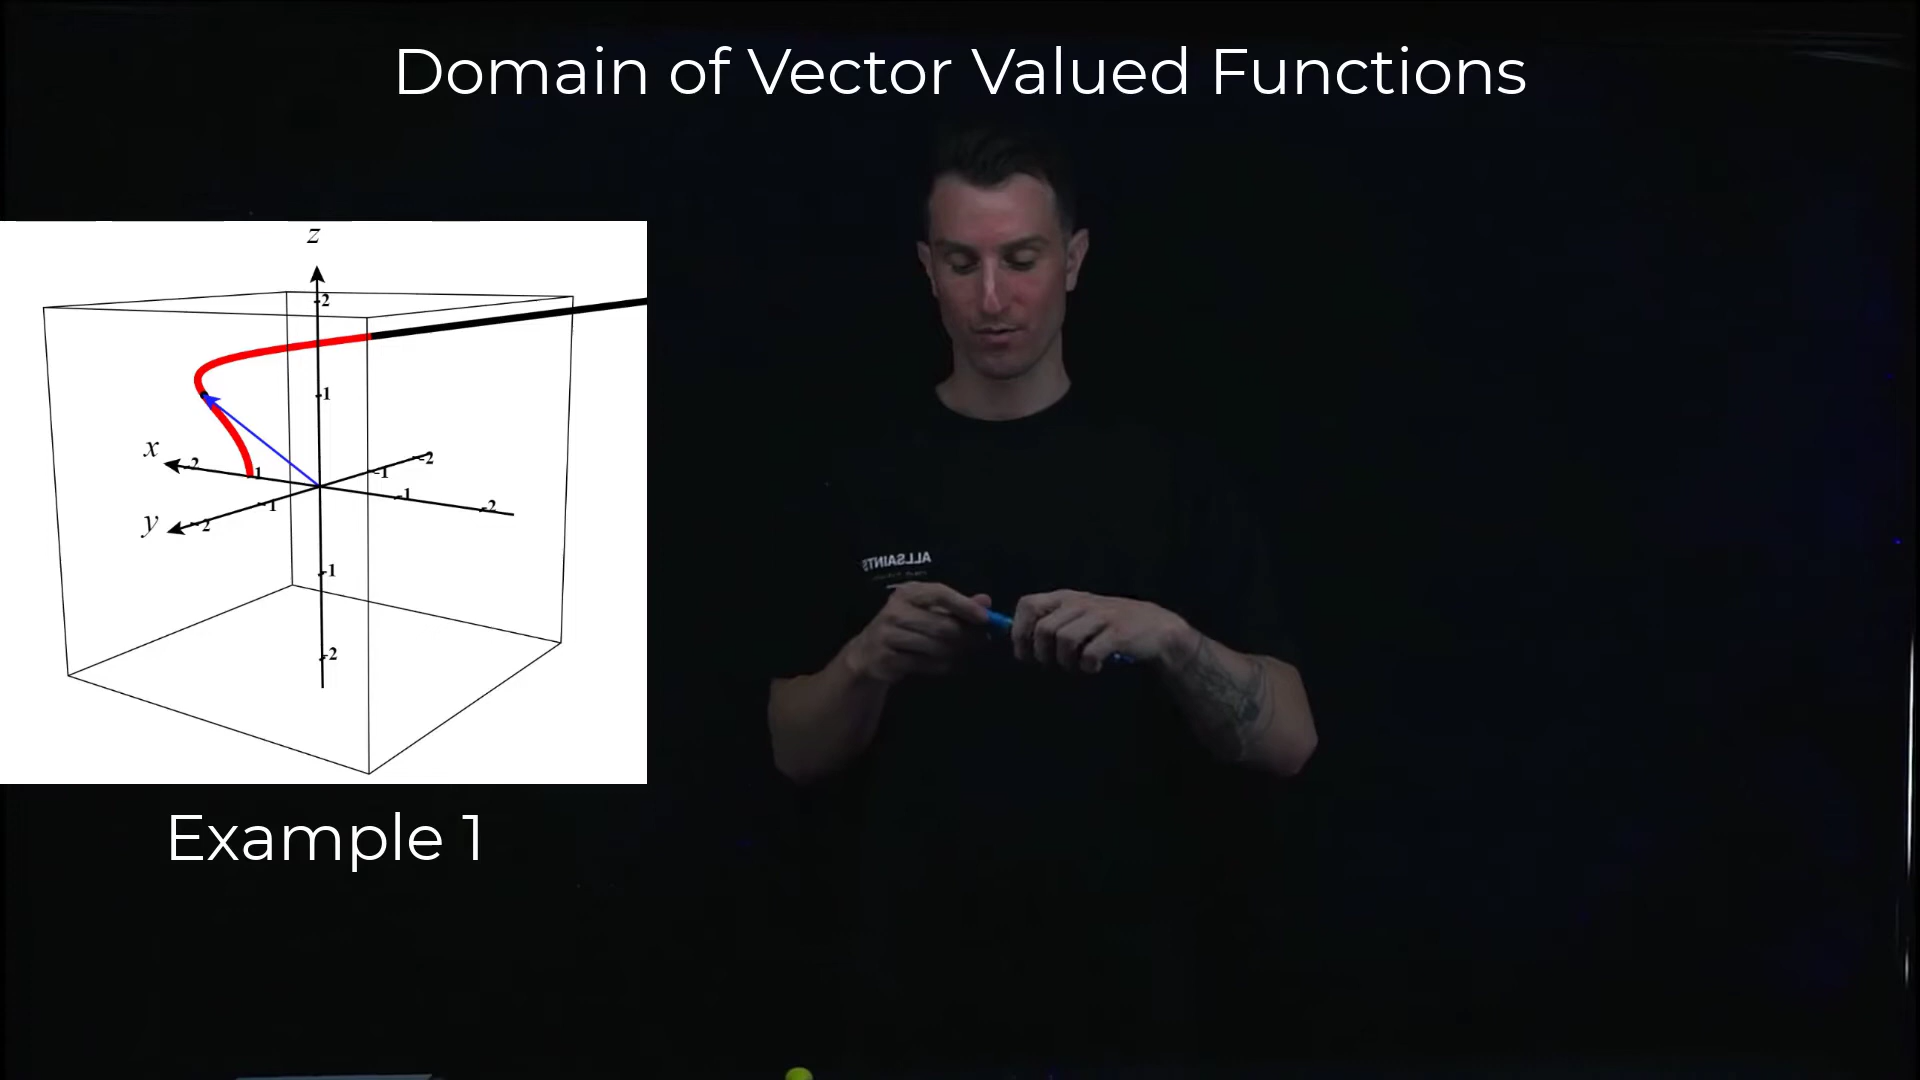 Domain of Vector Valued Functions
z
2
1
x
2
1
-1
-2
y
2
1
-1
-2
-1
-2
ALLSAINTS
Example 1